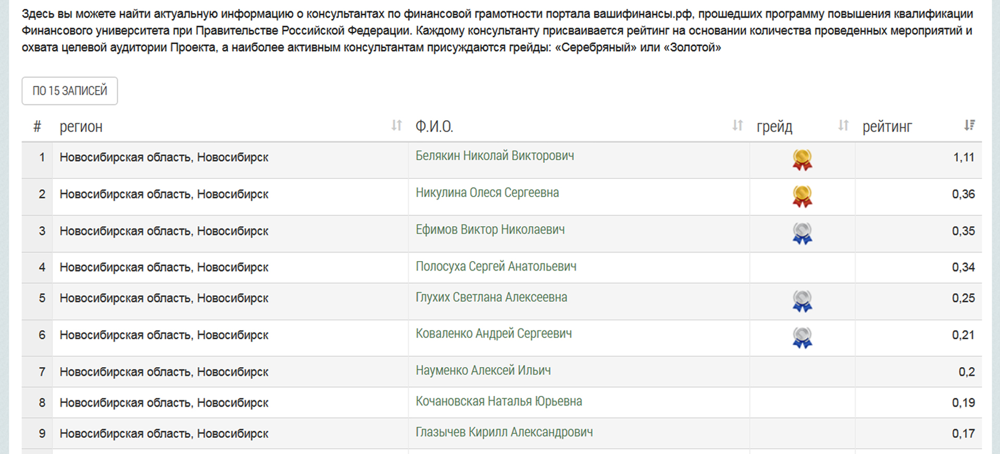 Здесь вы можете найти актуальную информацию о консультантах по финансовой грамотности портала вашифинансы.рф, прошедших программу повышения квалификации
Финансового университета при Правительстве Российской Федерации. Каждому консультанту присваивается рейтинг на основании количества проведенных мероприятий и
охвата целевой аудитории Проекта, а наиболее активным консультантам присуждаются грейды: «Серебряный» или «Золотой»
ПО 15 ЗАПИСЕЙ
# регион Ф.И.О. грейд рейтинг
1 Новосибирская область, Новосибирск Белякин Николай Викторович 1,11
2 Новосибирская область, Новосибирск Никулина Олеся Сергеевна 0,36
3 Новосибирская область, Новосибирск Ефимов Виктор Николаевич 0,35
4 Новосибирская область, Новосибирск Полосуха Сергей Анатольевич 0,34
5 Новосибирская область, Новосибирск Глухих Светлана Алексеевна 0,25
6 Новосибирская область, Новосибирск Коваленко Андрей Сергеевич 0,21
7 Новосибирская область, Новосибирск Науменко Алексей Ильич 0,2
8 Новосибирская область, Новосибирск Кочановская Наталья Юрьевна 0,19
9 Новосибирская область, Новосибирск Глазычев Кирилл Александрович 0,17